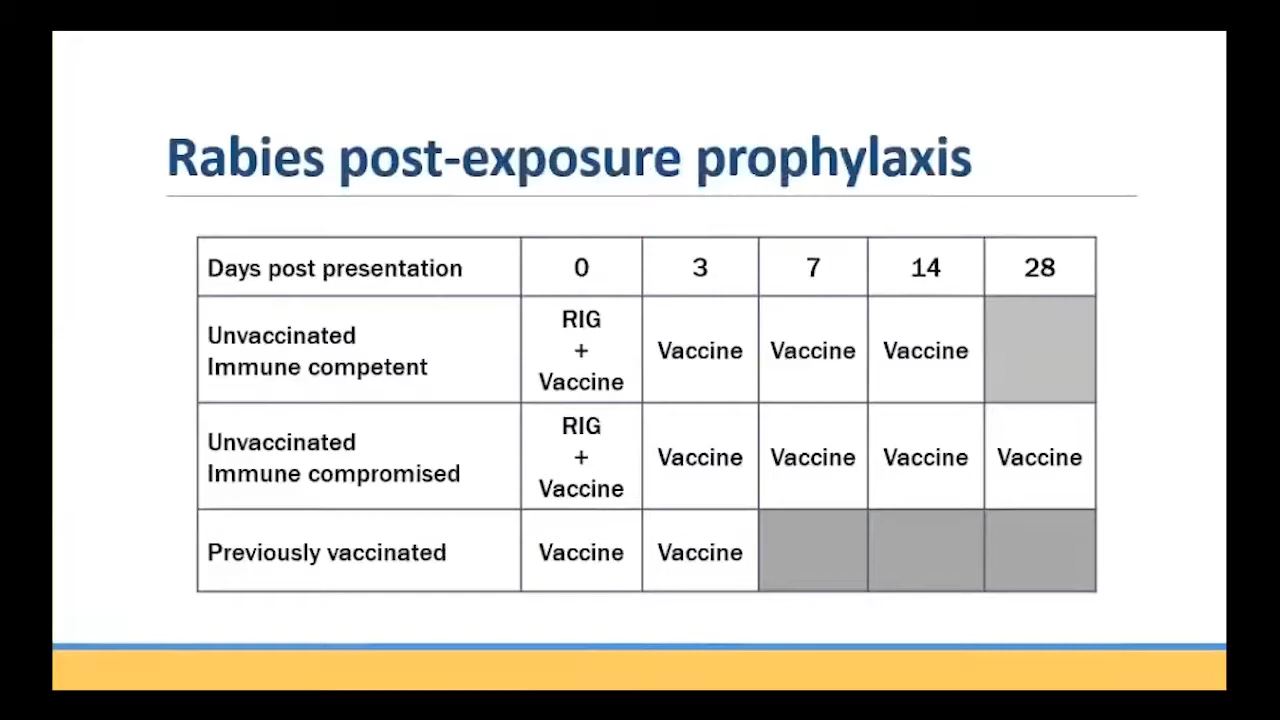 Rabies post-exposure prophylaxis
Days post presentation 0 3 7 14 28
Unvaccinated
Immune competent
RIG
+
Vaccine
Vaccine Vaccine Vaccine
Unvaccinated
Immune compromised
RIG
+
Vaccine
Vaccine Vaccine Vaccine Vaccine
Previously vaccinated Vaccine Vaccine